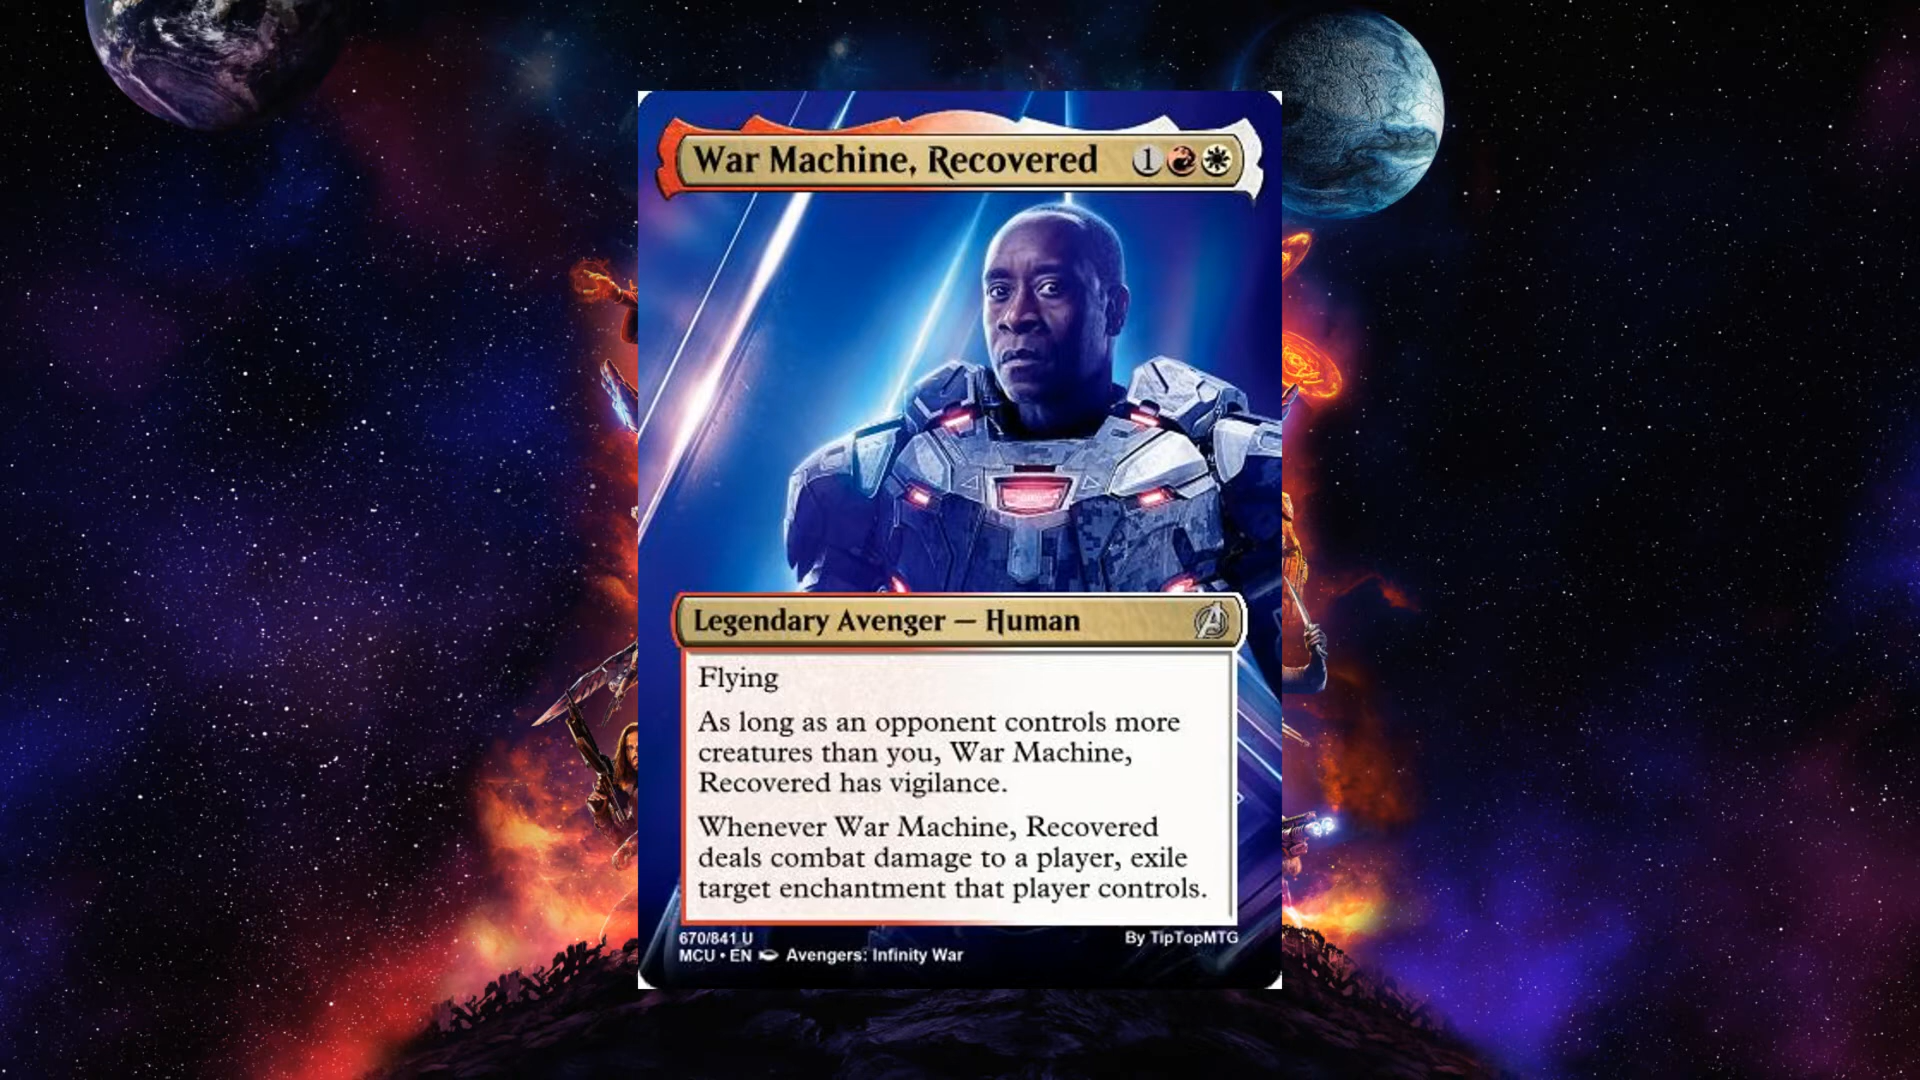 War Machine, Recovered 1
Legendary Avenger — Human
Flying
As long as an opponent controls more
creatures than you, War Machine,
Recovered has vigilance.
Whenever War Machine, Recovered
deals combat damage to a player, exile
target enchantment that player controls.
670/841 U
By TipTopMTG
MCU • EN Avengers: Infinity War